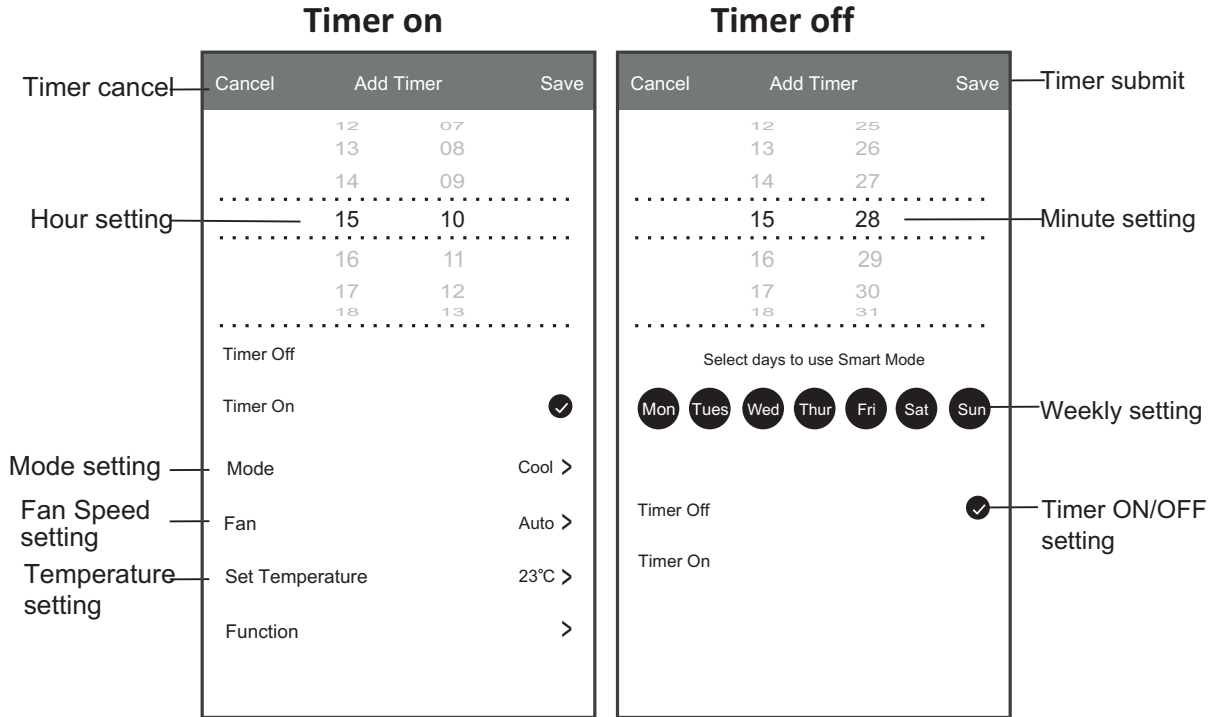 Timer on
Timer off
Timer cancel
Cancel Add Timer Save
Cancel Add Timer Save
Timer submit
12 07
13 08
14 09
15 10
16 11
17 12
18 13
Hour setting
12 25
13 26
14 27
15 28
16 29
17 30
18 31
Minute setting
Timer Off
Timer On
Mode setting
Mode Cool >
Fan Speed
setting
Fan Auto >
Temperature
setting
Set Temperature 23°C >
Function >
Select days to use Smart Mode
Mon Tues Wed Thur Fri Sat Sun
Weekly setting
Timer Off
Timer On
Timer ON/OFF
setting